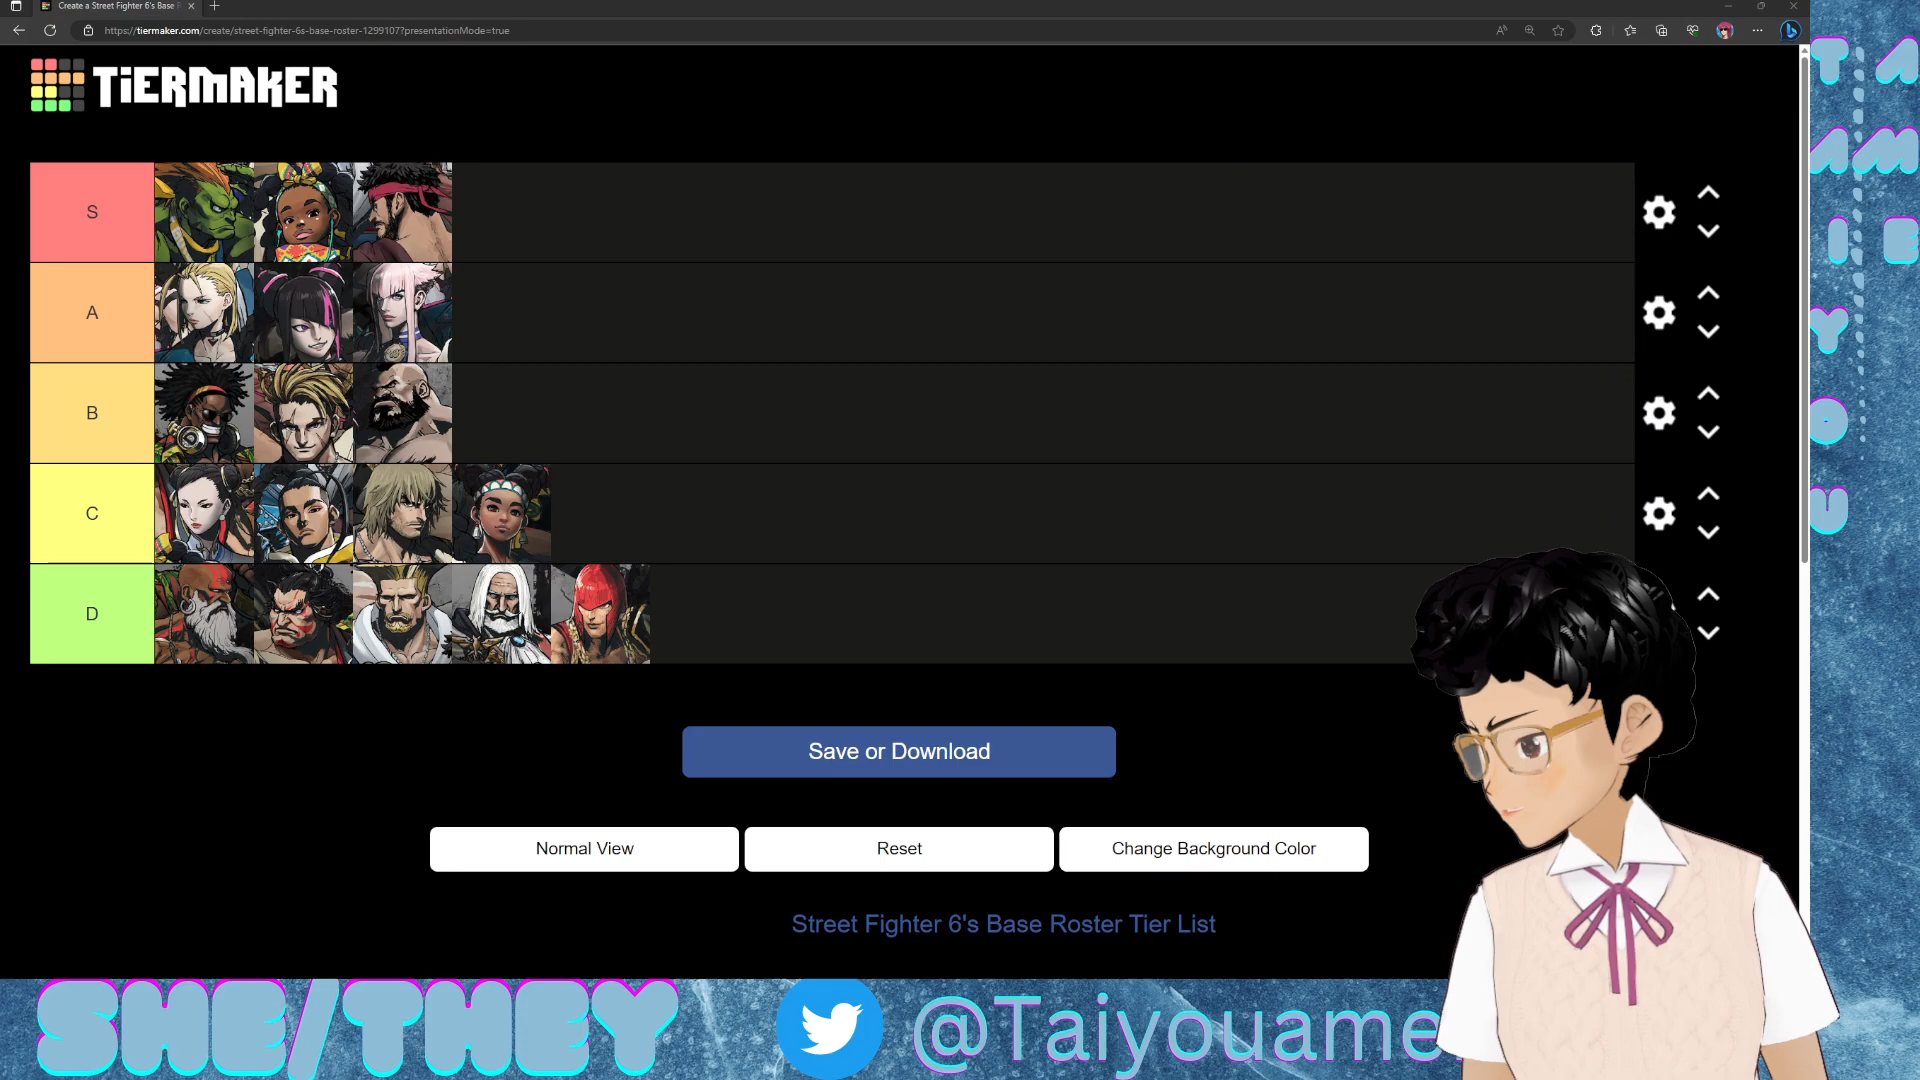 Create a Street Fighter 6's Base R
https://tiermaker.com/create/street-fighter-6s-base-roster-1299107?presentationMode=true
TiERMAKER
S
A
B
C
D
Save or Download
Normal View
Reset
Change Background Color
Street Fighter 6's Base Roster Tier List
SHE/THEY
@Taiyouame
T A
A M
I E
Y
O
U